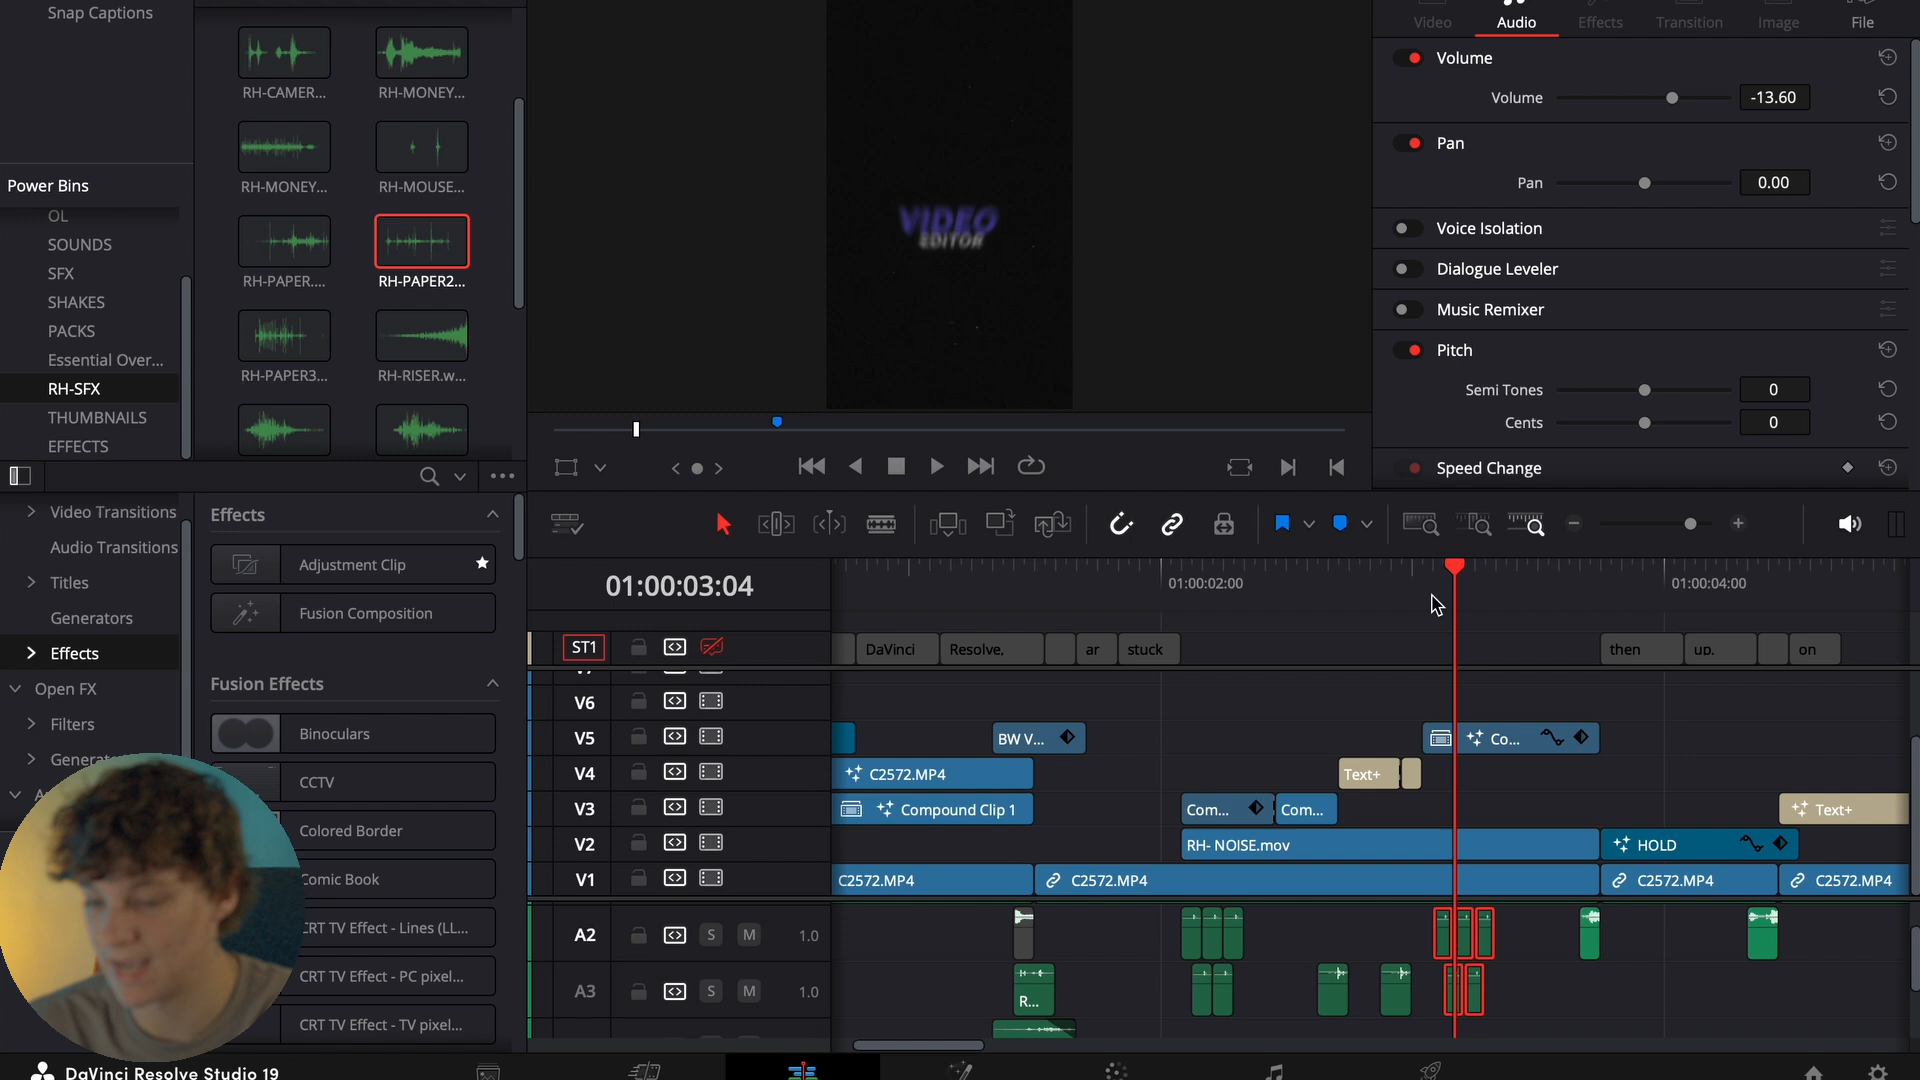 Snap Captions
Power Bins
OL
SOUNDS
SFX
SHAKES
PACKS
Essential Over...
RH-SFX
THUMBNAILS
EFFECTS
RH-CAMER...
RH-MONEY...
RH-MONEY...
RH-MOUSE...
RH-PAPER....
RH-PAPER2...
RH-PAPER3...
RH-RISER.w...
VIDEO
EDITOR
Video
Audio
Effects
Transition
Image
File
Volume
Volume
-13.60
Pan
Pan
0.00
Voice Isolation
Dialogue Leveler
Music Remixer
Pitch
Semi Tones
0
Cents
0
Speed Change
Video Transitions
Audio Transitions
Titles
Generators
Effects
Open FX
Filters
Effects
Adjustment Clip
Fusion Composition
Fusion Effects
Binoculars
CCTV
Colored Border
Comic Book
CRT TV Effect - Lines (LL...
CRT TV Effect - PC pixel...
CRT TV Effect - TV pixel...
01:00:03:04
01:00:02:00
01:00:04:00
ST1
DaVinci
Resolve,
ar
stuck
then
up.
on
V6
V5
BW V...
Co...
V4
C2572.MP4
Text+
V3
Compound Clip 1
Com...
Com...
Text+
V2
RH- NOISE.mov
HOLD
V1
C2572.MP4
C2572.MP4
C2572.MP4
C2572.MP4
A2
S
M
1.0
A3
S
M
1.0
R...
DaVinci Resolve Studio 19